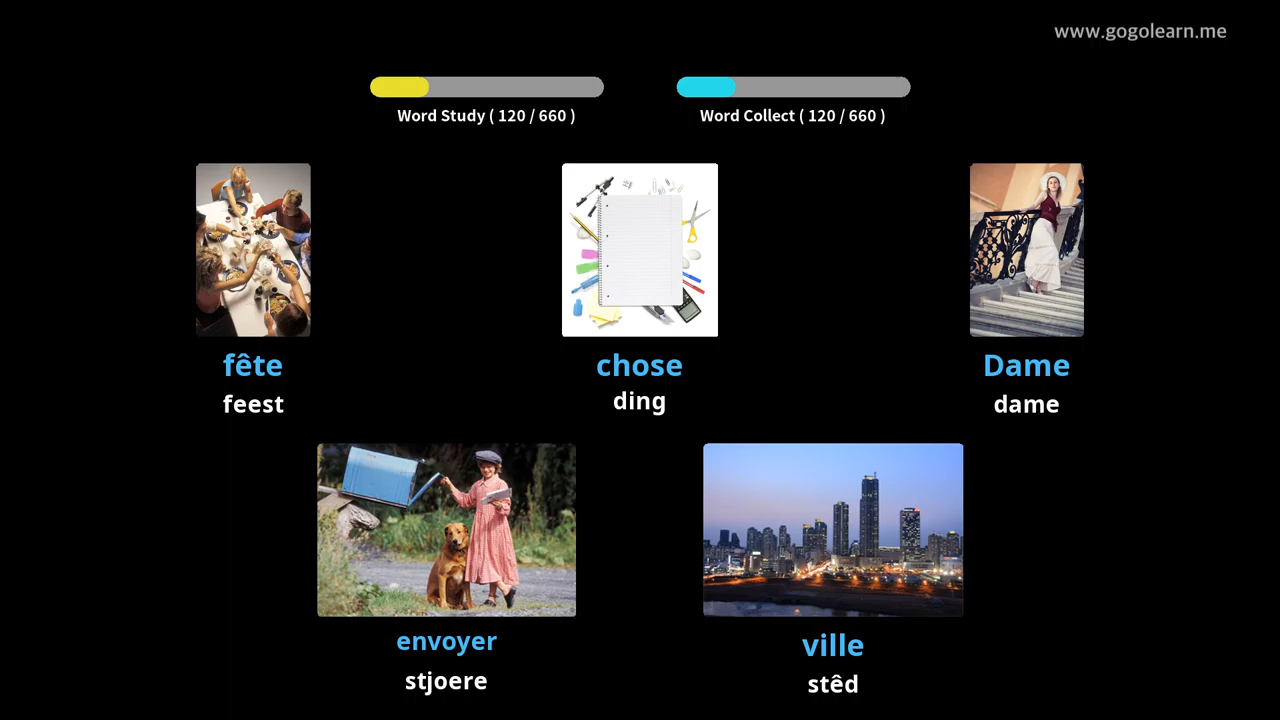 www.gogolearn.me
Word Study ( 120 / 660 )
Word Collect ( 120 / 660 )
fête
feest
chose
ding
Dame
dame
envoyer
stjoere
ville
stêd